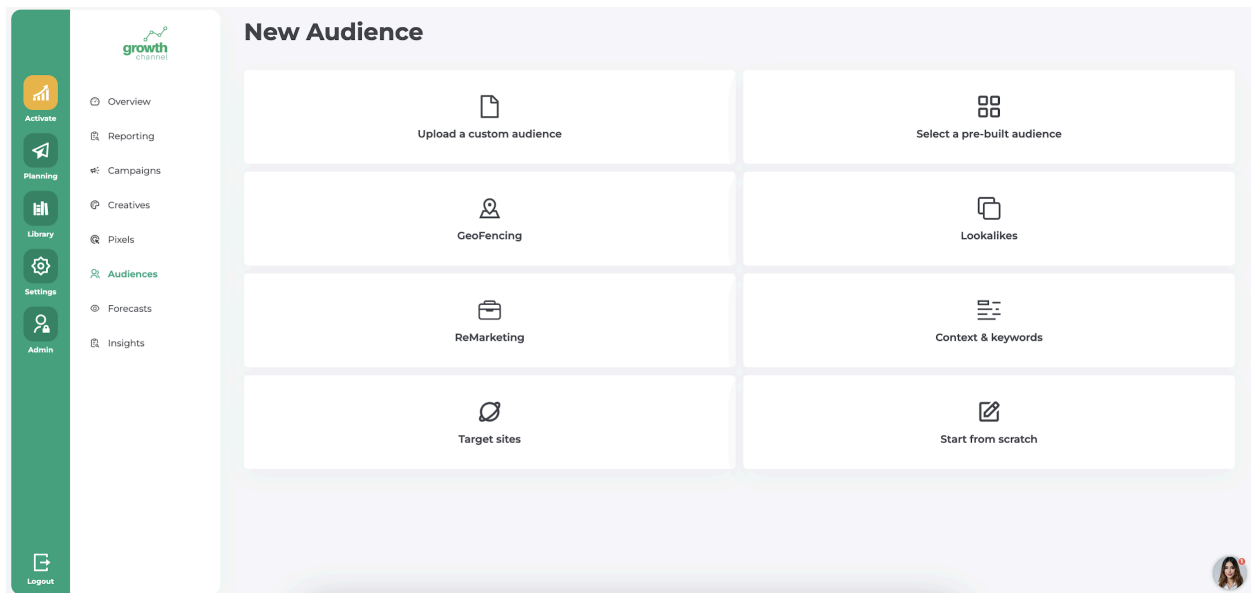 New Audience
growth
channel
Activate
Planning
Library
Settings
Admin
Logout
Overview
Reporting
Campaigns
Creatives
Pixels
Audiences
Forecasts
Insights
Upload a custom audience
Select a pre-built audience
GeoFencing
Lookalikes
ReMarketing
Context & keywords
Target sites
Start from scratch